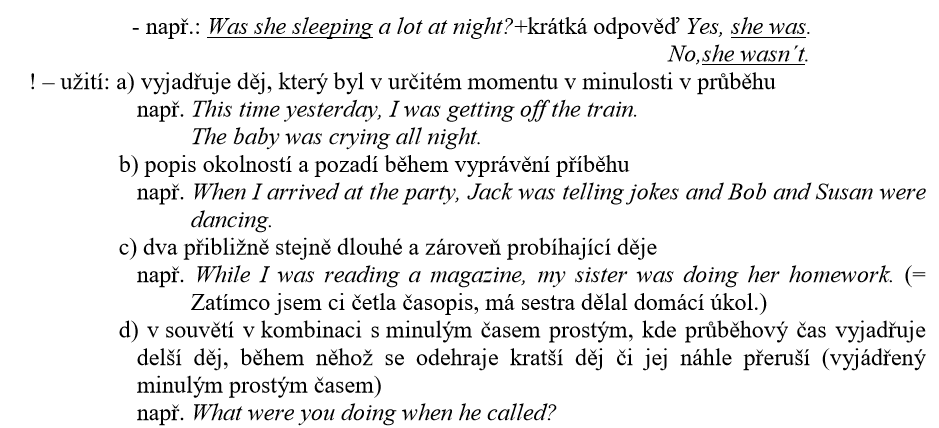 - např.: Was she sleeping a lot at night?+krátká odpověď Yes, she was.
No,she wasn´t.
! – užití: a) vyjadřuje děj, který byl v určitém momentu v minulosti v průběhu
např. This time yesterday, I was getting off the train.
The baby was crying all night.
b) popis okolností a pozadí během vyprávění příběhu
např. When I arrived at the party, Jack was telling jokes and Bob and Susan were
dancing.
c) dva přibližně stejně dlouhé a zároveň probíhající děje
např. While I was reading a magazine, my sister was doing her homework. (=
Zatímco jsem ci četla časopis, má sestra dělal domácí úkol.)
d) v souvětí v kombinaci s minulým časem prostým, kde průběhový čas vyjadřuje
delší děj, během něhož se odehraje kratší děj či jej náhle přeruší (vyjádřený
minulým prostým časem)
např. What were you doing when he called?